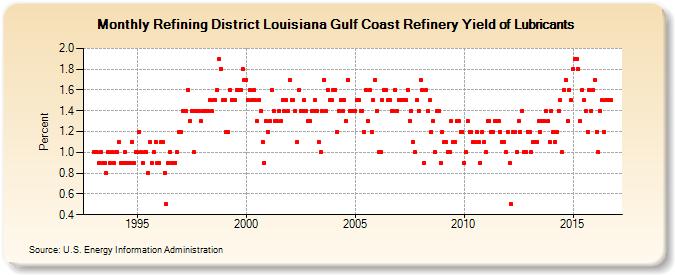 Monthly Refining District Louisiana Gulf Coast Refinery Yield of Lubricants
Percent
2.0
1.8
1.6
1.4
1.2
1.0
0.8
0.6
0.4
1995 2000 2005 2010 2015
Source: U.S. Energy Information Administration